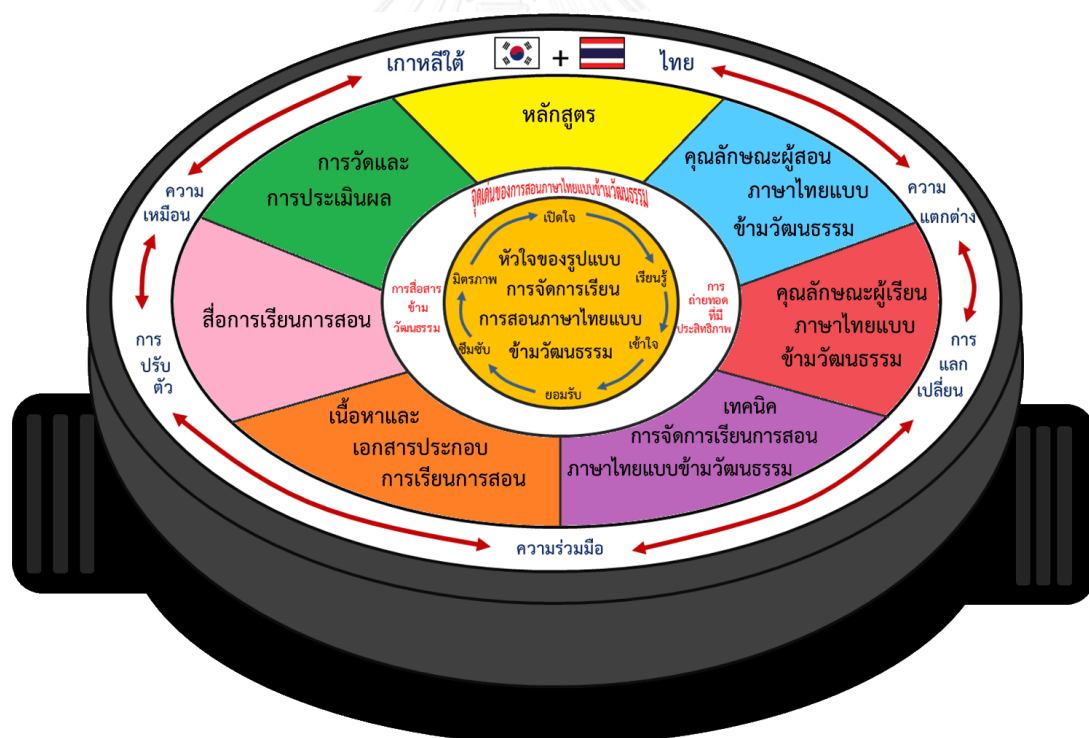 เกาหลีใต้ + ไทย
หลักสูตร
คุณลักษณะผู้สอน
ภาษาไทยแบบ
ข้ามวัฒนธรรม
คุณลักษณะผู้เรียน
ภาษาไทยแบบ
ข้ามวัฒนธรรม
เทคนิค
การจัดการเรียนการสอน
ภาษาไทยแบบข้ามวัฒนธรรม
เนื้อหาและ
เอกสารประกอบ
การเรียนการสอน
สื่อการเรียนการสอน
การวัดและ
การประเมินผล
ความ
แตกต่าง
การ
แลก
เปลี่ยน
ความร่วมมือ
การ
ปรับ
ตัว
ความ
เหมือน
จุดเด่นของการสอนภาษาไทยแบบข้ามวัฒนธรรม
การ
ถ่ายทอด
ที่มี
ประสิทธิภาพ
การสื่อสาร
ข้าม
วัฒนธรรม
เปิดใจ
เรียนรู้
เข้าใจ
ยอมรับ
ซึมซับ
มิตรภาพ
หัวใจของรูปแบบ
การจัดการเรียน
การสอนภาษาไทยแบบ
ข้ามวัฒนธรรม